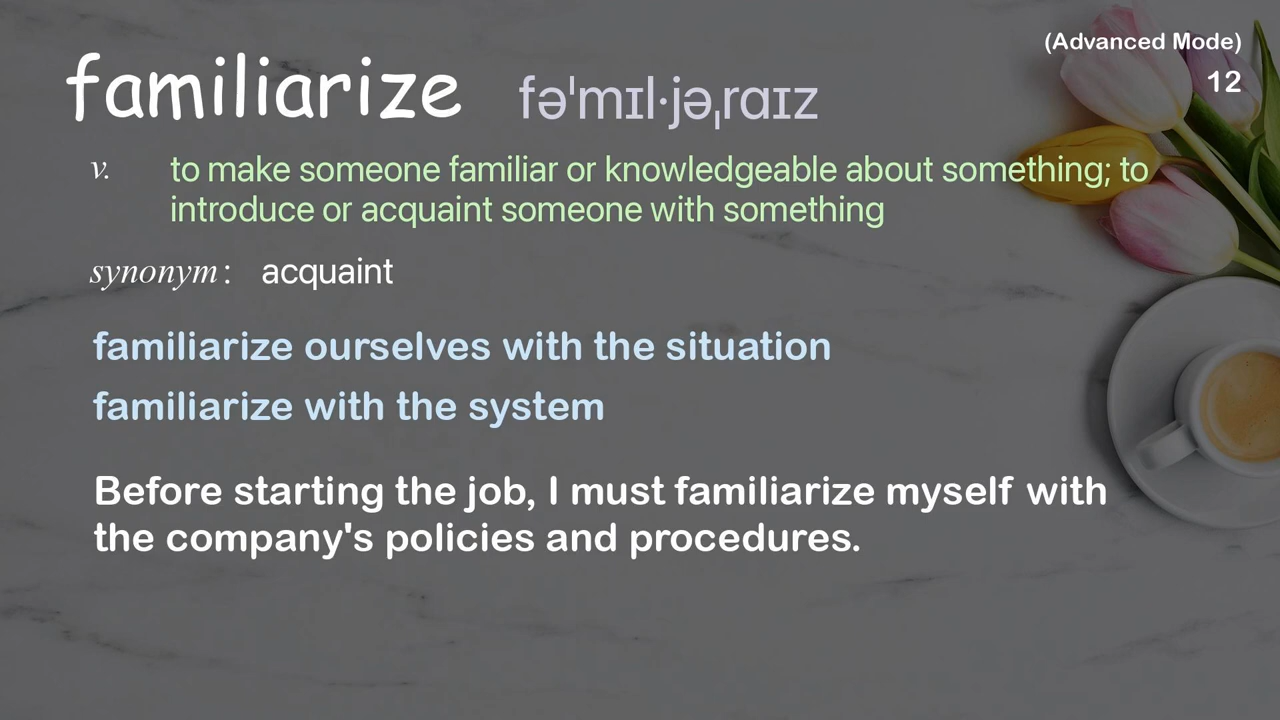 (Advanced Mode)
12
familiarize fəˈmɪl·jəˌraɪz
v. to make someone familiar or knowledgeable about something; to
introduce or acquaint someone with something
synonym: acquaint
familiarize ourselves with the situation
familiarize with the system
Before starting the job, I must familiarize myself with
the company's policies and procedures.